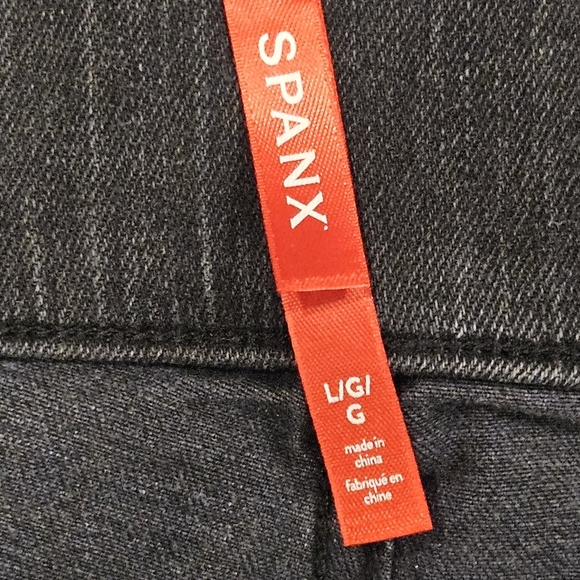 SPANX
L/G/
G
made in
china
fabriqué en
chine